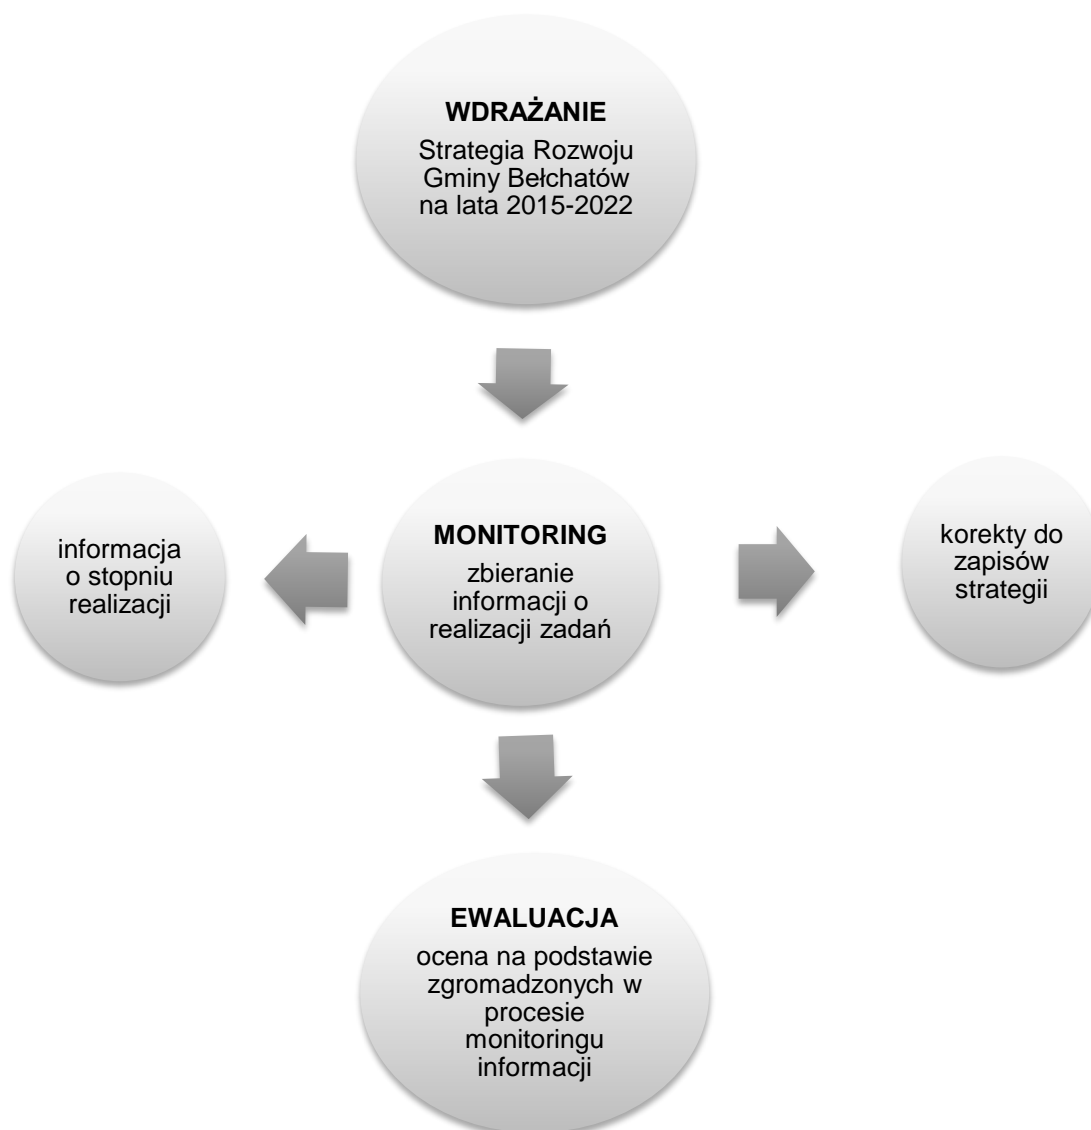 WDRAŻANIE
Strategia Rozwoju
Gminy Bełchatów
na lata 2015-2022
informacja
o stopniu
realizacji
MONITORING
zbieranie
informacji o
realizacji zadań
korekty do
zapisów
strategii
EWALUACJA
ocena na podstawie
zgromadzonych w
procesie
monitoringu
informacji